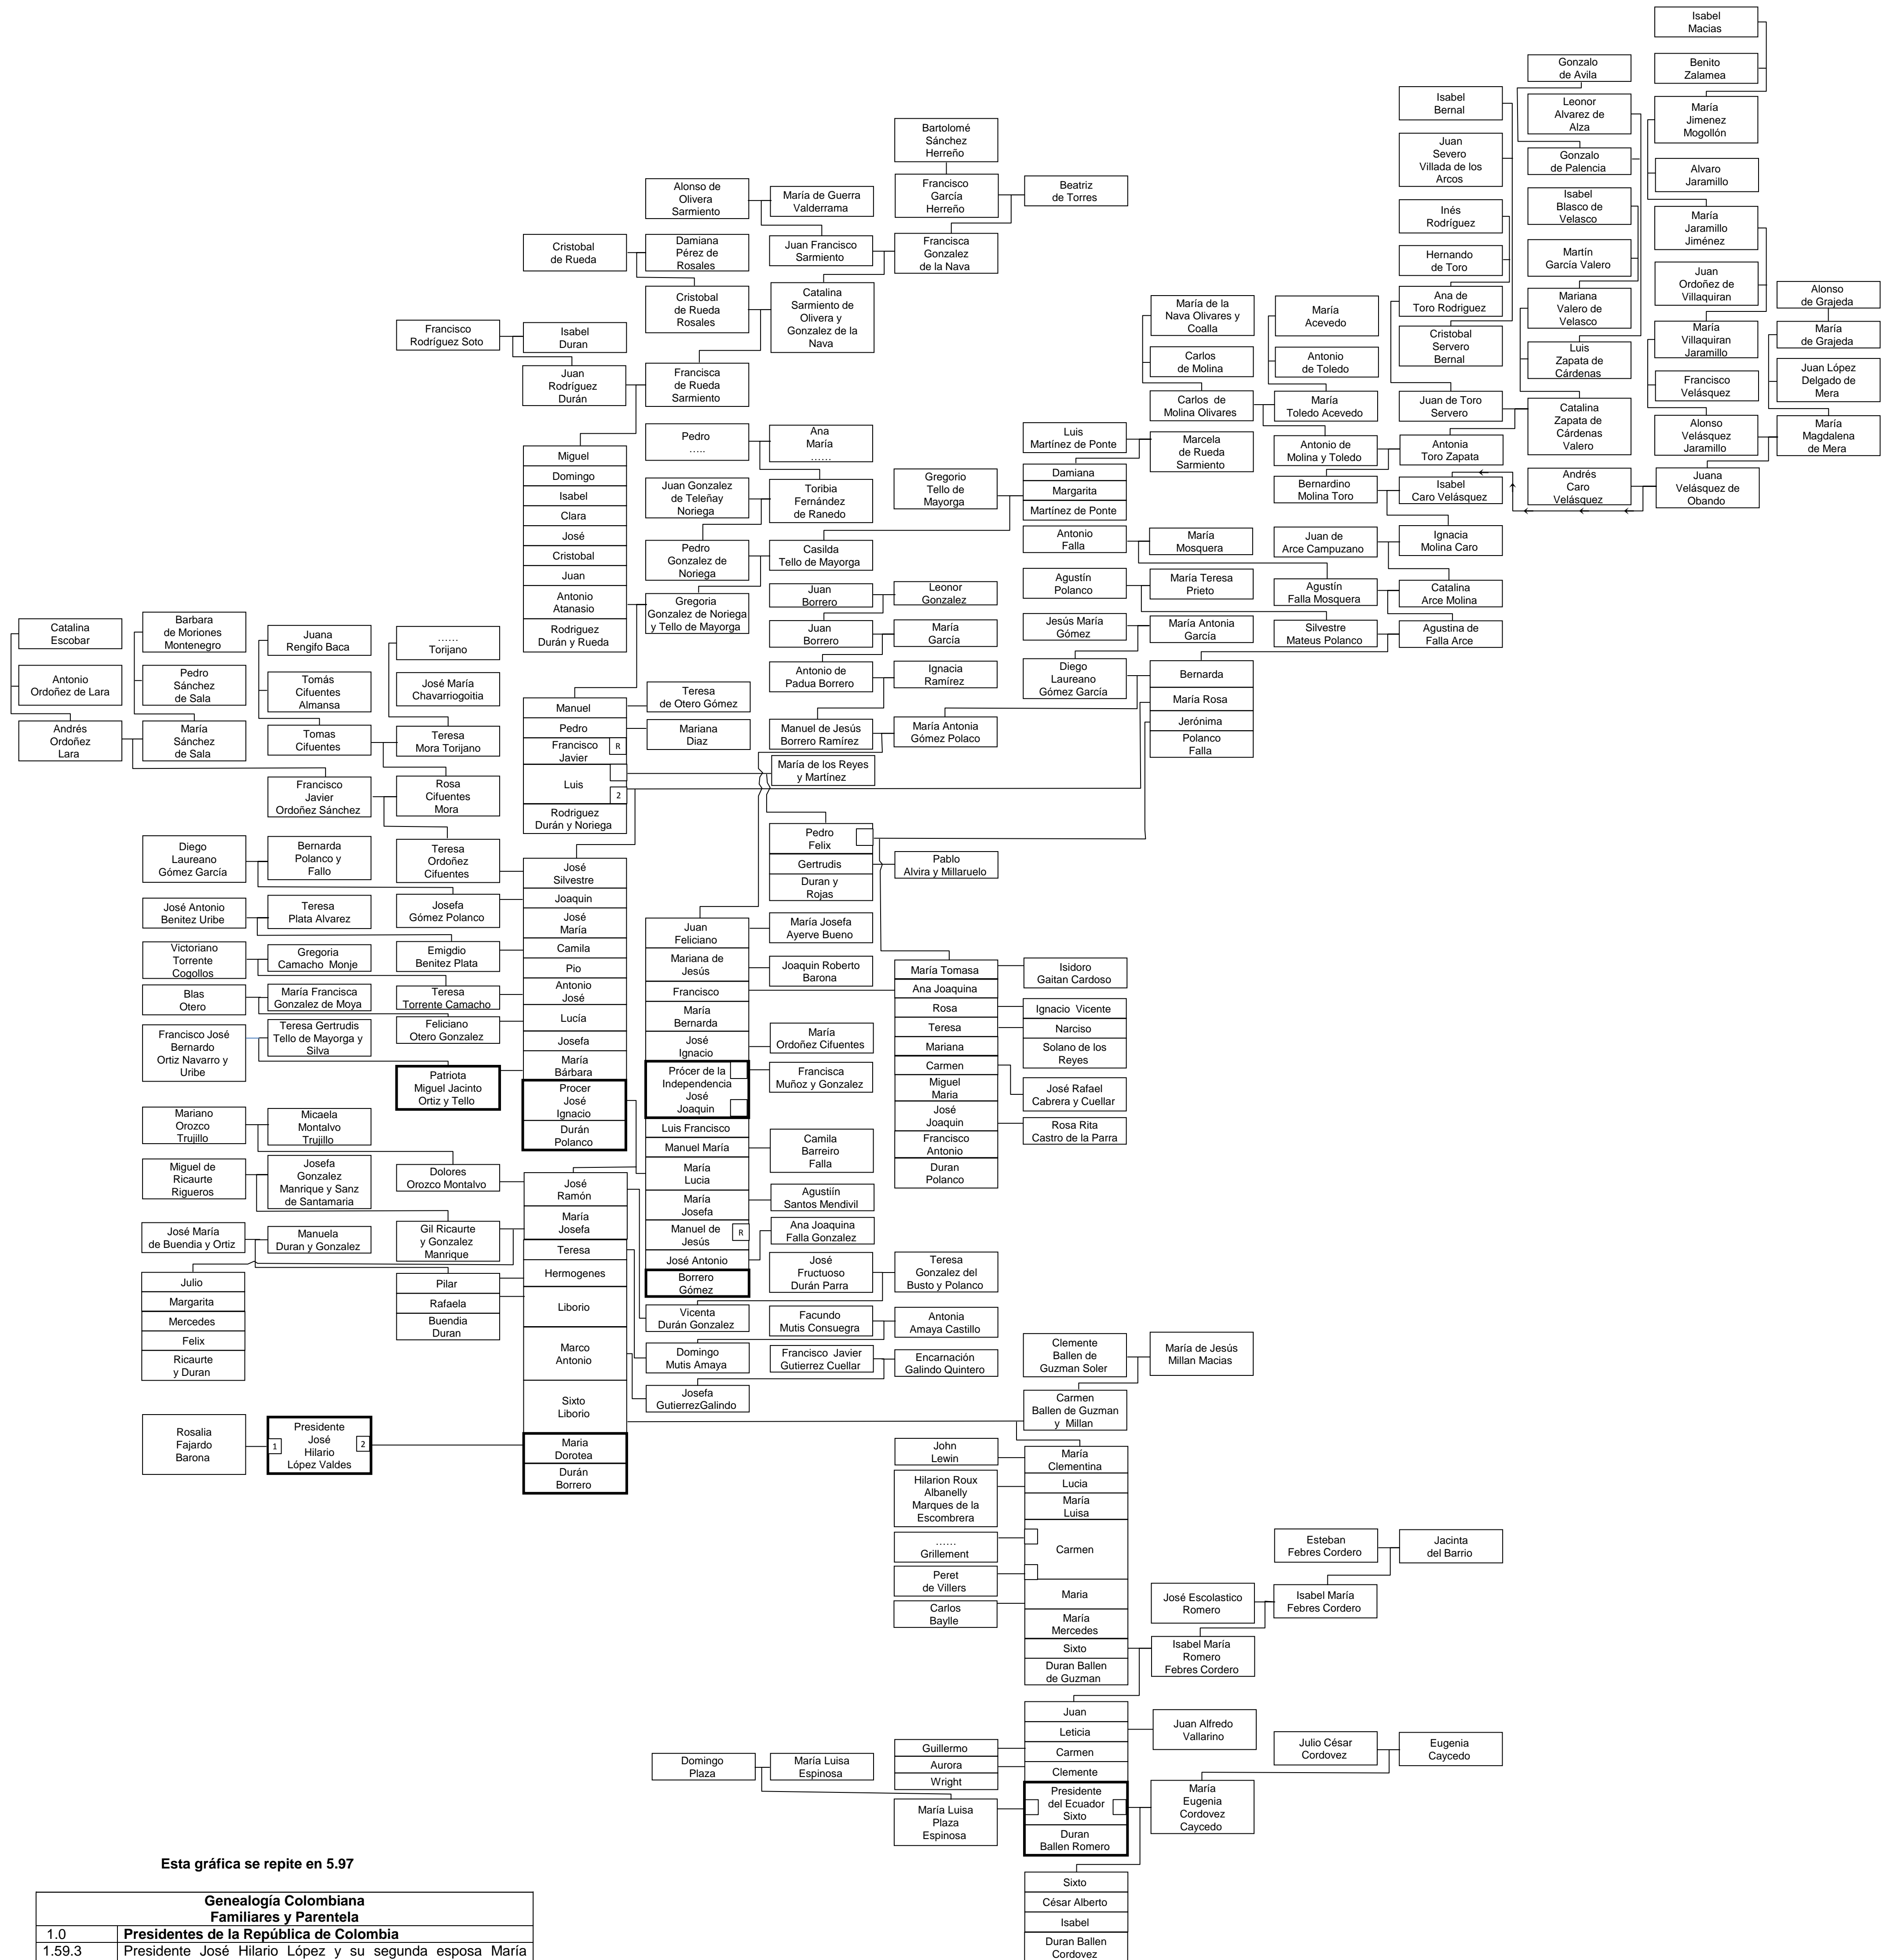 Isabel
Macias
Gonzalo
de Avila
Benito
Zalamea
Isabel
Bernal
Leonor
Alvarez de
Alza
María
Jimenez
Mogollón
Bartolomé
Sánchez
Herreño
Juan
Severo
Villada de los
Arcos
Gonzalo
de Palencia
Alvaro
Jaramillo
Alonso de
Olivera
Sarmiento
María de Guerra
Valderrama
Francisco
García
Herreño
Beatriz
de Torres
Inés
Rodríguez
Isabel
Blasco de
Velasco
María
Jaramillo
Jiménez
Cristobal
de Rueda
Damiana
Pérez de
Rosales
Juan Francisco
Sarmiento
Francisca
Gonzalez
de la Nava
Hernando
de Toro
Martín
García Valero
Juan
Ordoñez de
Villaquiran
Alonso
de Grajeda
Cristobal
de Rueda
Rosales
Catalina
Sarmiento de
Olivera y
Gonzalez de la
Nava
María de la
Nava Olivares y
Coalla
María
Acevedo
Ana de
Toro Rodriguez
Mariana
Valero de
Velasco
María
Villaquiran
Jaramillo
María
de Grajeda
Francisco
Rodríguez Soto
Isabel
Duran
Carlos
de Molina
Antonio
de Toledo
Cristobal
Servero
Bernal
Luis
Zapata de
Cárdenas
Francisco
Velásquez
Juan López
Delgado de
Mera
Juan
Rodríguez
Durán
Francisca
de Rueda
Sarmiento
Carlos de
Molina Olivares
María
Toledo Acevedo
Juan de Toro
Servero
Catalina
Zapata de
Cárdenas
Valero
Alonso
Velásquez
Jaramillo
María
Magdalena
de Mera
Pedro
…..
Ana
María
……
Luis
Martínez de Ponte
Marcela
de Rueda
Sarmiento
Antonio de
Molina y Toledo
Antonia
Toro Zapata
Miguel
Domingo
Isabel
Clara
José
Cristobal
Juan
Antonio
Atanasio
Rodriguez
Durán y Rueda
Juan Gonzalez
de Teleñay
Noriega
Toribia
Fernández
de Ranedo
Gregorio
Tello de
Mayorga
Damiana
Margarita
Martínez de Ponte
Bernardino
Molina Toro
Isabel
Caro Velásquez
Andrés
Caro
Velásquez
Juana
Velásquez de
Obando
Pedro
Gonzalez de
Noriega
Casilda
Tello de Mayorga
Antonio
Falla
María
Mosquera
Juan de
Arce Campuzano
Ignacia
Molina Caro
Gregoria
Gonzalez de Noriega
y Tello de Mayorga
Juan
Borrero
Leonor
Gonzalez
Agustín
Polanco
María Teresa
Prieto
Agustín
Falla Mosquera
Catalina
Arce Molina
Juan
Borrero
María
García
Jesús María
Gómez
María Antonia
García
Silvestre
Mateus Polanco
Agustina de
Falla Arce
Catalina
Escobar
Barbara
de Moriones
Montenegro
Juana
Rengifo Baca
……
Torijano
Antonio
Ordoñez de Lara
Pedro
Sánchez
de Sala
Tomás
Cifuentes
Almansa
José María
Chavarriogoitia
Andrés
Ordoñez
Lara
María
Sánchez
de Sala
Tomas
Cifuentes
Teresa
Mora Torijano
Manuel
Pedro
Francisco
Javier
R
Luis
2
Rodriguez
Durán y Noriega
Teresa
de Otero Gómez
Mariana
Diaz
Antonio de
Padua Borrero
Ignacia
Ramírez
Diego
Laureano
Gómez García
Bernarda
María Rosa
Jerónima
Polanco
Falla
Manuel de Jesús
Borrero Ramírez
María Antonia
Gómez Polaco
María de los Reyes
y Martínez
Francisco
Javier
Ordoñez Sánchez
Rosa
Cifuentes
Mora
Pedro
Felix
Gertrudis
Duran y
Rojas
Pablo
Alvira y Millaruelo
Diego
Laureano
Gómez García
Bernarda
Polanco y
Fallo
Teresa
Ordoñez
Cifuentes
José
Silvestre
Joaquin
José
María
Camila
Pio
Antonio
José
Lucía
Josefa
María
Bárbara
Procer
José
Ignacio
Durán
Polanco
José Antonio
Benitez Uribe
Teresa
Plata Alvarez
Josefa
Gómez Polanco
Victoriano
Torrente
Cogollos
Gregoria
Camacho Monje
Emigdio
Benitez Plata
Blas
Otero
María Francisca
Gonzalez de Moya
Teresa
Torrente Camacho
Francisco José
Bernardo
Ortiz Navarro y
Uribe
Teresa Gertrudis
Tello de Mayorga y
Silva
Feliciano
Otero Gonzalez
Patriota
Miguel Jacinto
Ortiz y Tello
Juan
Feliciano
Mariana de
Jesús
Francisco
María
Bernarda
José
Ignacio
Prócer de la
Independencia
José
Joaquin
Luis Francisco
Manuel María
María
Lucia
María
Josefa
Manuel de
Jesús
R
José Antonio
Borrero
Gómez
María Josefa
Ayerve Bueno
Joaquin Roberto
Barona
María
Ordoñez Cifuentes
Francisca
Muñoz y Gonzalez
Camila
Barreiro
Falla
Agustiín
Santos Mendivil
Ana Joaquina
Falla Gonzalez
María Tomasa
Ana Joaquina
Rosa
Teresa
Mariana
Carmen
Miguel
Maria
José
Joaquin
Francisco
Antonio
Duran
Polanco
Isidoro
Gaitan Cardoso
Ignacio Vicente
Narciso
Solano de los
Reyes
José Rafael
Cabrera y Cuellar
Rosa Rita
Castro de la Parra
Mariano
Orozco
Trujillo
Micaela
Montalvo
Trujillo
Miguel de
Ricaurte
Rigueros
Josefa
Gonzalez
Manrique y Sanz
de Santamaria
Dolores
Orozco Montalvo
José María
de Buendia y Ortiz
Manuela
Duran y Gonzalez
Gil Ricaurte
y Gonzalez
Manrique
José
Ramón
María
Josefa
Teresa
Hermogenes
Liborio
Marco
Antonio
Sixto
Liborio
Maria
Dorotea
Durán
Borrero
Julio
Margarita
Mercedes
Felix
Ricaurte
y Duran
Pilar
Rafaela
Buendia
Duran
José
Fructuoso
Durán Parra
Teresa
Gonzalez del
Busto y Polanco
Vicenta
Durán Gonzalez
Facundo
Mutis Consuegra
Antonia
Amaya Castillo
Domingo
Mutis Amaya
Francisco Javier
Gutierrez Cuellar
Encarnación
Galindo Quintero
Josefa
GutierrezGalindo
Clemente
Ballen de
Guzman Soler
María de Jesús
Millan Macias
Carmen
Ballen de Guzman
y Millan
Rosalia
Fajardo
Barona
1
Presidente
José
Hilario
López Valdes
2
John
Lewin
Hilarion Roux
Albanelly
Marques de la
Escombrera
……
Grillement
Peret
de Villers
Carlos
Baylle
María
Clementina
Lucia
María
Luisa
Carmen
Maria
María
Mercedes
Sixto
Duran Ballen
de Guzman
Esteban
Febres Cordero
Jacinta
del Barrio
José Escolastico
Romero
Isabel María
Febres Cordero
Isabel María
Romero
Febres Cordero
Juan
Leticia
Carmen
Clemente
Presidente
del Ecuador
Sixto
Duran
Ballen Romero
Juan Alfredo
Vallarino
Julio César
Cordovez
Eugenia
Caycedo
Domingo
Plaza
María Luisa
Espinosa
Guillermo
Aurora
Wright
María Luisa
Plaza
Espinosa
María
Eugenia
Cordovez
Caycedo
Sixto
César Alberto
Isabel
Duran Ballen
Cordovez
Esta gráfica se repite en 5.97
Genealogía Colombiana
Familiares y Parentela
1.0 Presidentes de la República de Colombia
1.59.3 Presidente José Hilario López y su segunda esposa María